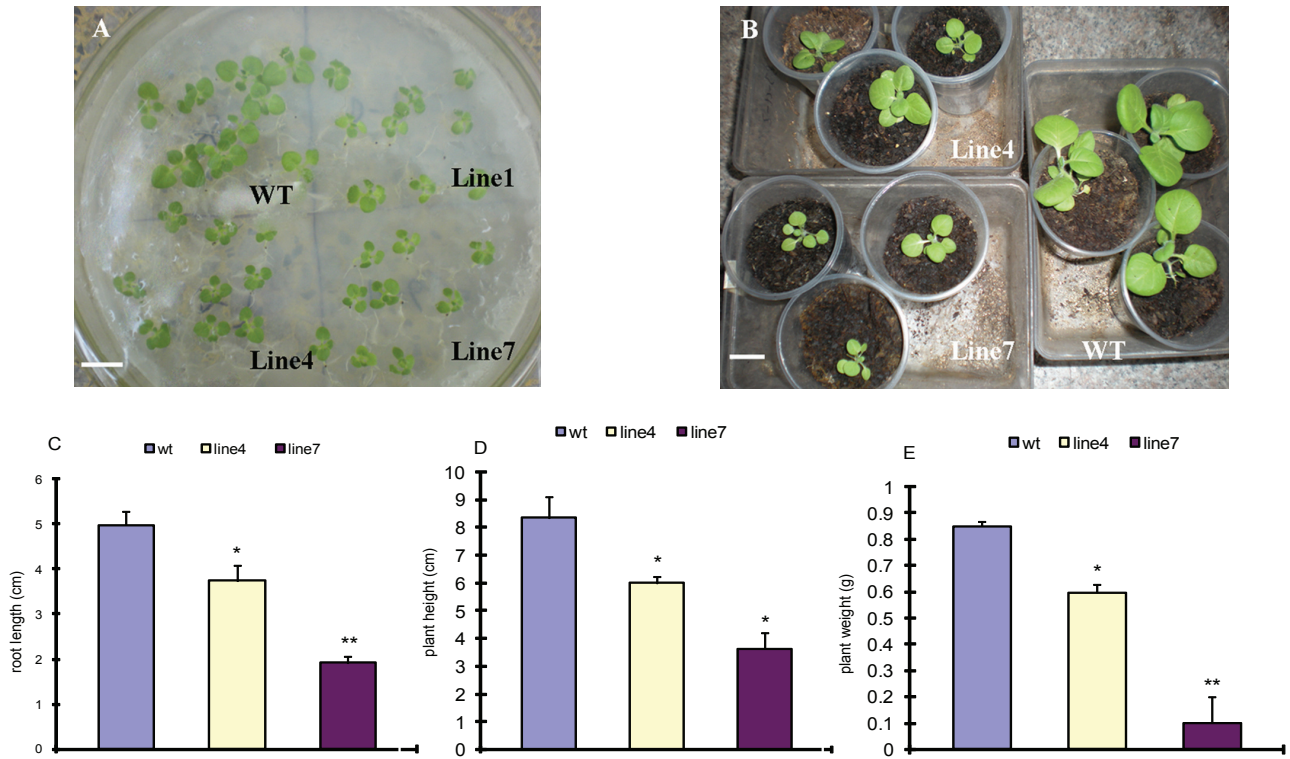 A
WT
Line1
Line4
Line7
B
Line4
Line7
WT
C
wt line4 line7
root length (cm)
6
5
4
3
2
1
0
*
**
D
wt line4 line7
plant height (cm)
10
9
8
7
6
5
4
3
2
1
0
*
*
E
wt line4 line7
plant weight (g)
1
0.9
0.8
0.7
0.6
0.5
0.4
0.3
0.2
0.1
0
*
**